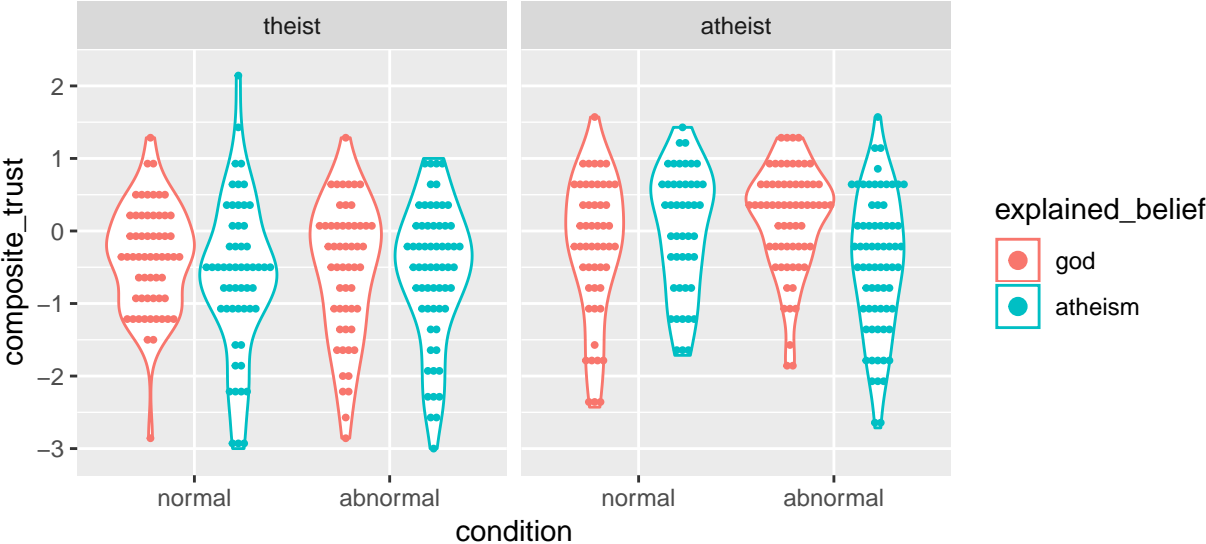 theist
atheist
composite_trust
2
1
0
−1
−2
−3
normal
abnormal
normal
abnormal
condition
explained_belief
god
atheism